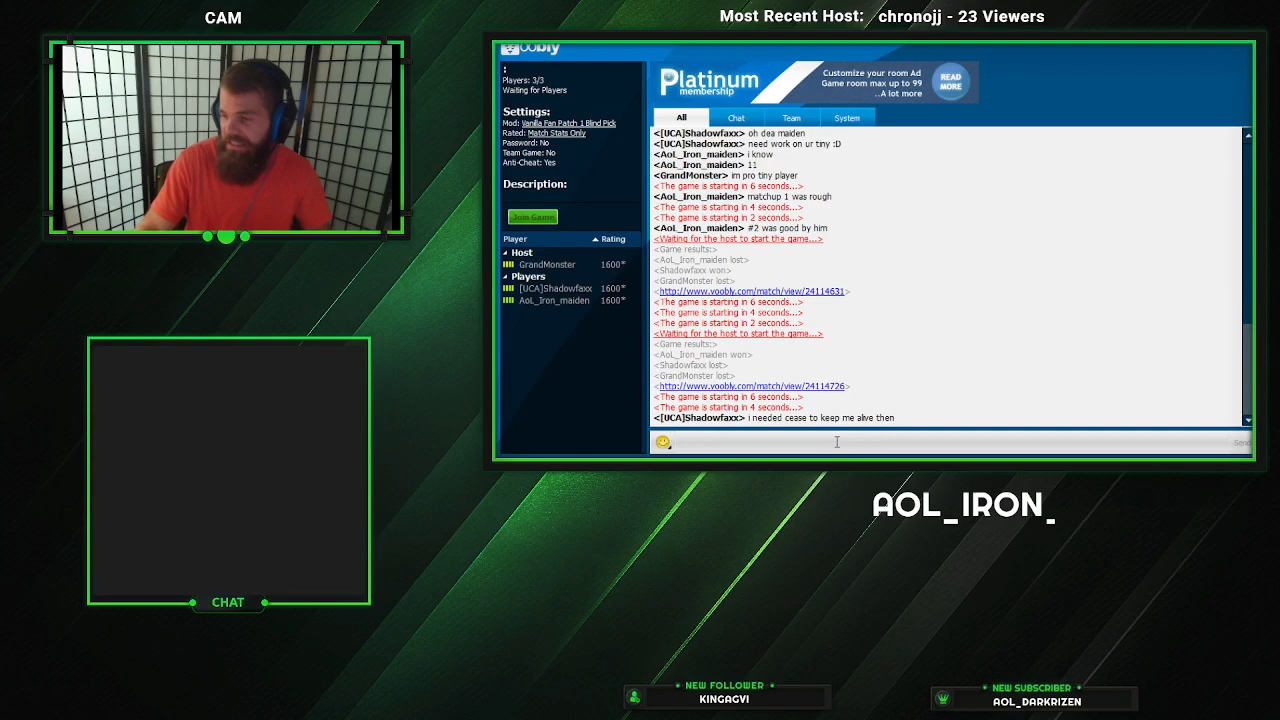 CAM
Most Recent Host: chronojj - 23 Viewers
voobly
:
Players: 3/3
Waiting for Players
Settings:
Mod: Vanilla Fan Patch 1 Blind Pick
Rated: Match Stats Only
Password: No
Team Game: No
Anti-Cheat: Yes
Description:
Join Game
Player Rating
Host
GrandMonster 1600*
Players
[UCA]Shadowfaxx 1600*
AoL_Iron_maiden 1600*
Platinum
membership
Customize your room Ad
Game room max up to 99
..A lot more
READ
MORE
All Chat Team System
<[UCA]Shadowfaxx> oh dea maiden
<[UCA]Shadowfaxx> need work on ur tiny :D
<AoL_Iron_maiden> i know
<AoL_Iron_maiden> 11
<GrandMonster> im pro tiny player
<The game is starting in 6 seconds...>
<AoL_Iron_maiden> matchup 1 was rough
<The game is starting in 4 seconds...>
<The game is starting in 2 seconds...>
<AoL_Iron_maiden> #2 was good by him
<Waiting for the host to start the game...>
<Game results:>
<AoL_Iron_maiden lost>
<Shadowfaxx won>
<GrandMonster lost>
<http://www.voobly.com/match/view/24114631>
<The game is starting in 6 seconds...>
<The game is starting in 4 seconds...>
<The game is starting in 2 seconds...>
<Waiting for the host to start the game...>
<Game results:>
<AoL_Iron_maiden won>
<Shadowfaxx lost>
<GrandMonster lost>
<http://www.voobly.com/match/view/24114726>
<The game is starting in 6 seconds...>
<The game is starting in 4 seconds...>
<[UCA]Shadowfaxx> i needed cease to keep me alive then
Send
AOL_IRON_
CHAT
NEW FOLLOWER
KINGAGVI
NEW SUBSCRIBER
AOL_DARKRIZEN